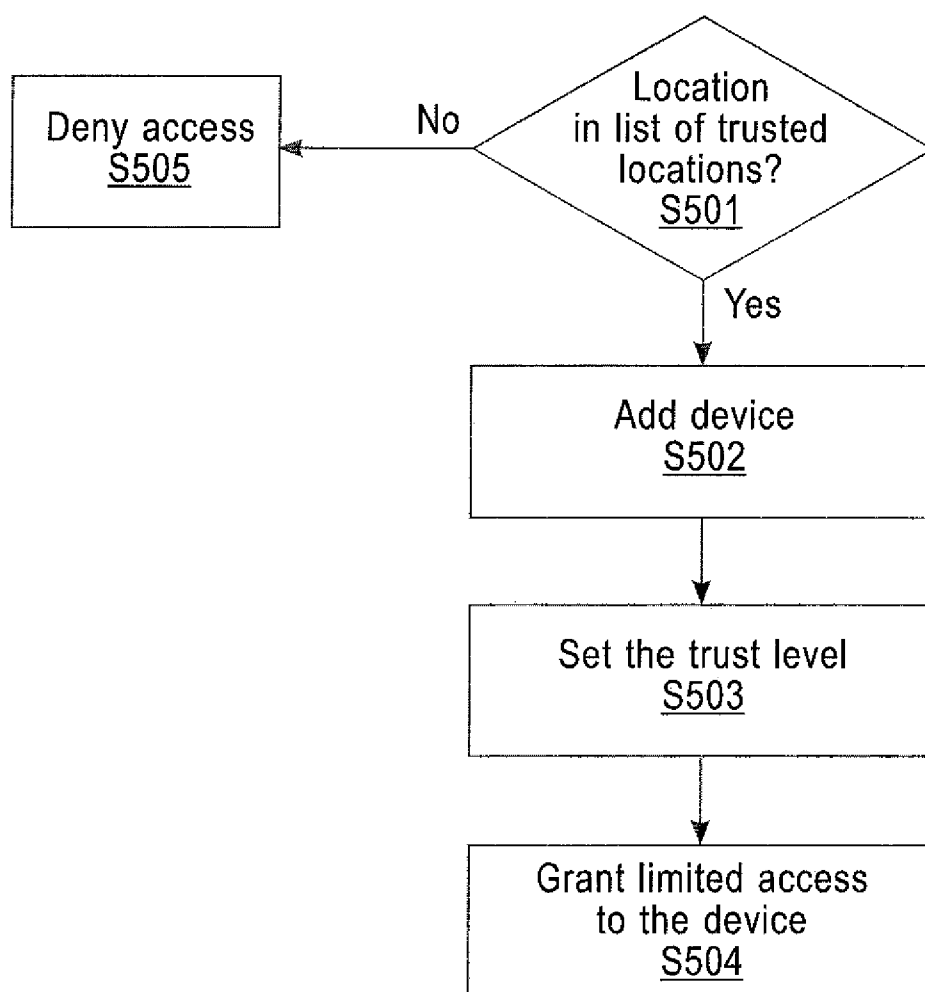 Location
in list of trusted
locations?
S501
No
Deny access
S505
Yes
Add device
S502
Set the trust level
S503
Grant limited access
to the device
S504